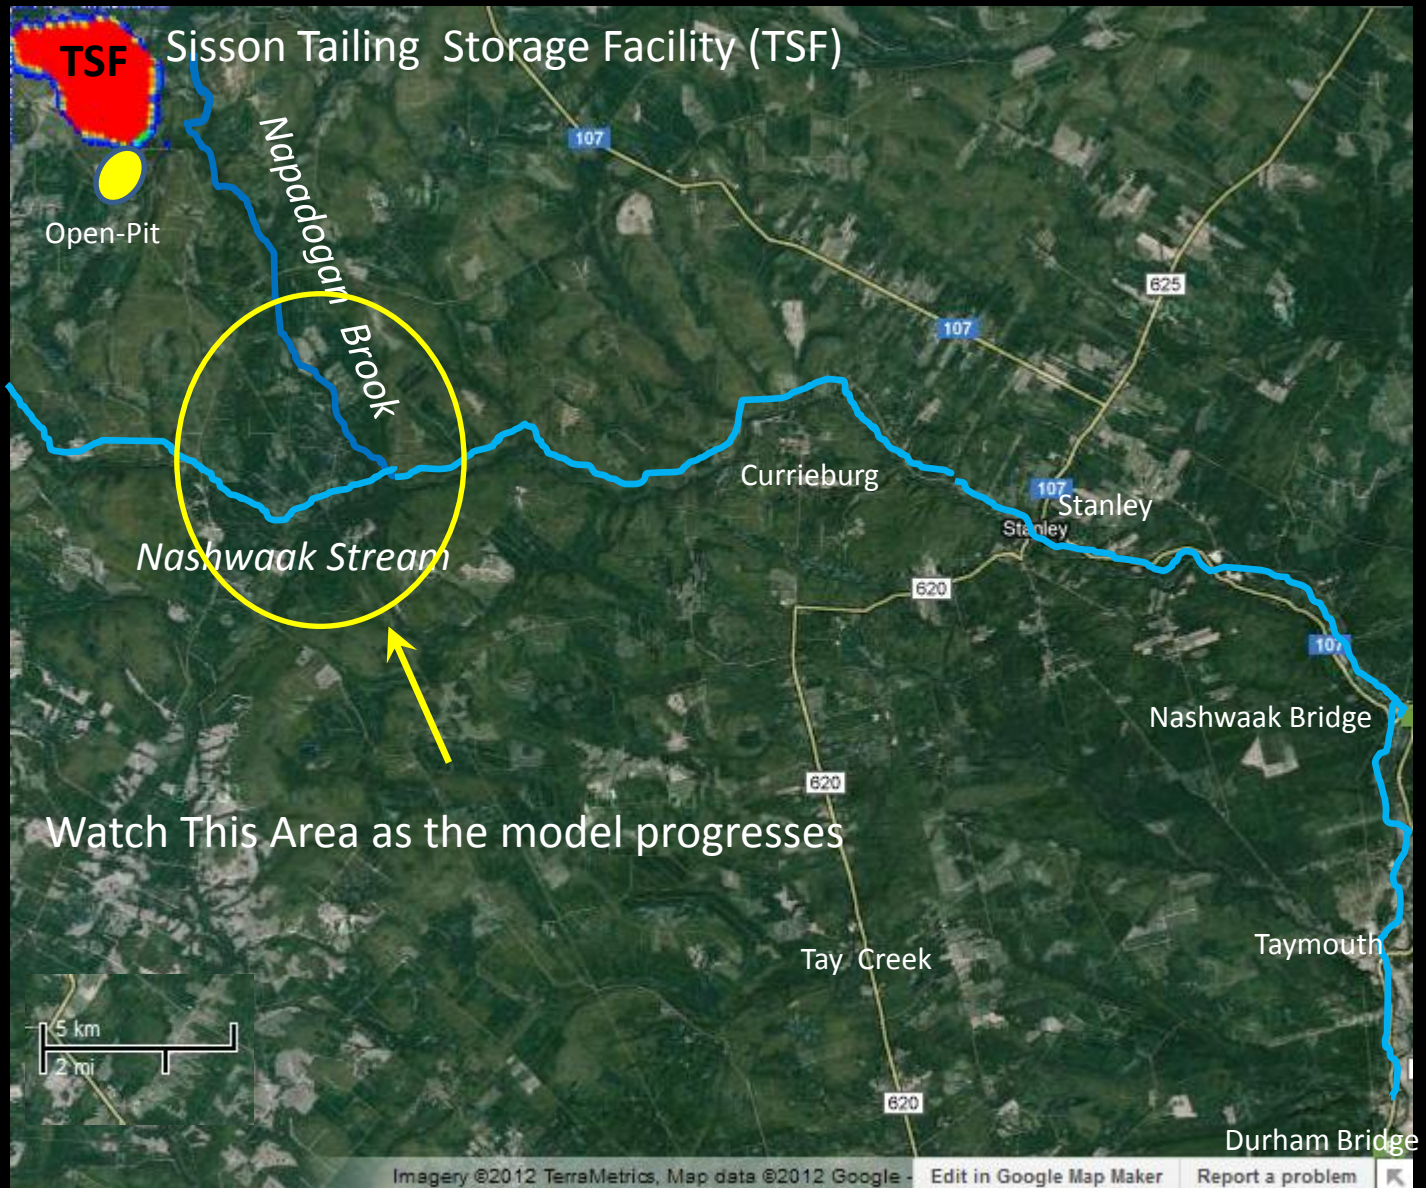 TSF
Sisson Tailing Storage Facility (TSF)
107
Open-Pit
Napadogan Brook
625
107
Currieburg
107
Stanley
Stanley
Nashwaak Stream
620
107
Nashwaak Bridge
620
Watch This Area as the model progresses
Taymouth
Tay Creek
5 km
2 mi
620
Durham Bridge
Imagery ©2012 TerraMetrics, Map data ©2012 Google -
Edit in Google Map Maker
Report a problem